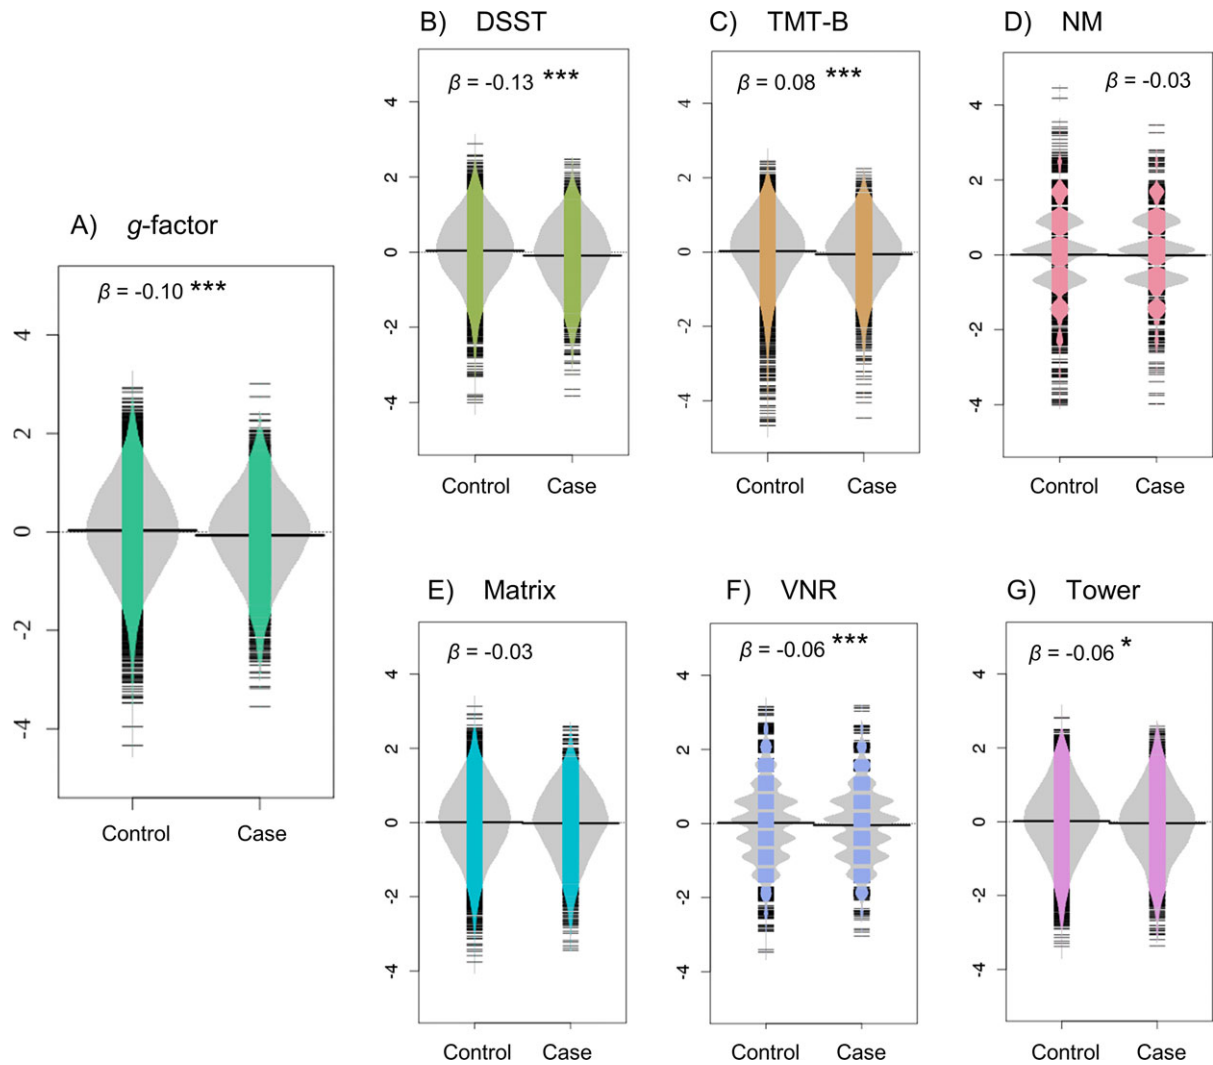 A) g-factor
β = -0.10 ***
4
2
0
-2
-4
Control Case
B) DSST
β = -0.13 ***
4
2
0
-2
-4
Control Case
C) TMT-B
β = 0.08 ***
4
2
0
-2
-4
Control Case
D) NM
β = -0.03
4
2
0
-2
-4
Control Case
E) Matrix
β = -0.03
4
2
0
-2
-4
Control Case
F) VNR
β = -0.06 ***
4
2
0
-2
-4
Control Case
G) Tower
β = -0.06 *
4
2
0
-2
-4
Control Case